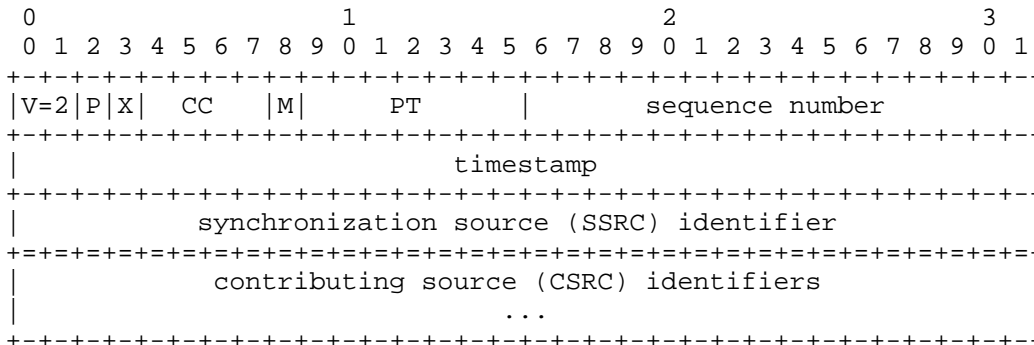 0                   1                   2                   3
 0 1 2 3 4 5 6 7 8 9 0 1 2 3 4 5 6 7 8 9 0 1 2 3 4 5 6 7 8 9 0 1
+-+-+-+-+-+-+-+-+-+-+-+-+-+-+-+-+-+-+-+-+-+-+-+-+-+-+-+-+-+-+-+-
|V=2|P|X|  CC   |M|     PT      |       sequence number
+-+-+-+-+-+-+-+-+-+-+-+-+-+-+-+-+-+-+-+-+-+-+-+-+-+-+-+-+-+-+-+-
|                           timestamp
+-+-+-+-+-+-+-+-+-+-+-+-+-+-+-+-+-+-+-+-+-+-+-+-+-+-+-+-+-+-+-+-
|           synchronization source (SSRC) identifier
+=+=+=+=+=+=+=+=+=+=+=+=+=+=+=+=+=+=+=+=+=+=+=+=+=+=+=+=+=+=+=+=-
|            contributing source (CSRC) identifiers
|                              ...
+-+-+-+-+-+-+-+-+-+-+-+-+-+-+-+-+-+-+-+-+-+-+-+-+-+-+-+-+-+-+-+-